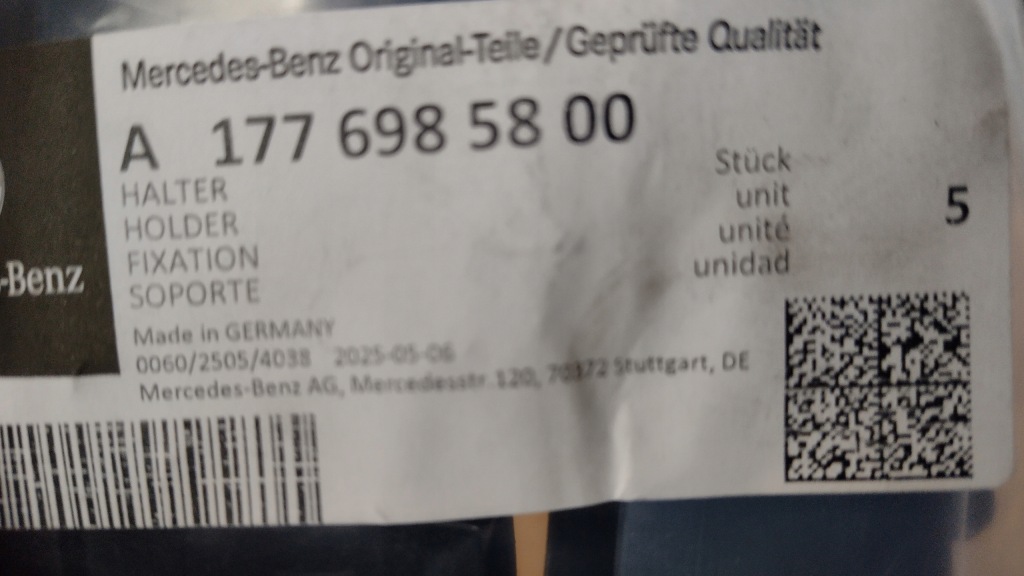 Mercedes-Benz Original-Teile/Geprüfte Qualität
A 177 698 58 00
HALTER
HOLDER
FIXATION
SOPORTE
Stück
unit
unité
unidad
5
-Benz
Made in GERMANY
0060/2505/4038 2025-05-06
Mercedes-Benz AG, Mercedesstr. 120, 70372 Stuttgart, DE